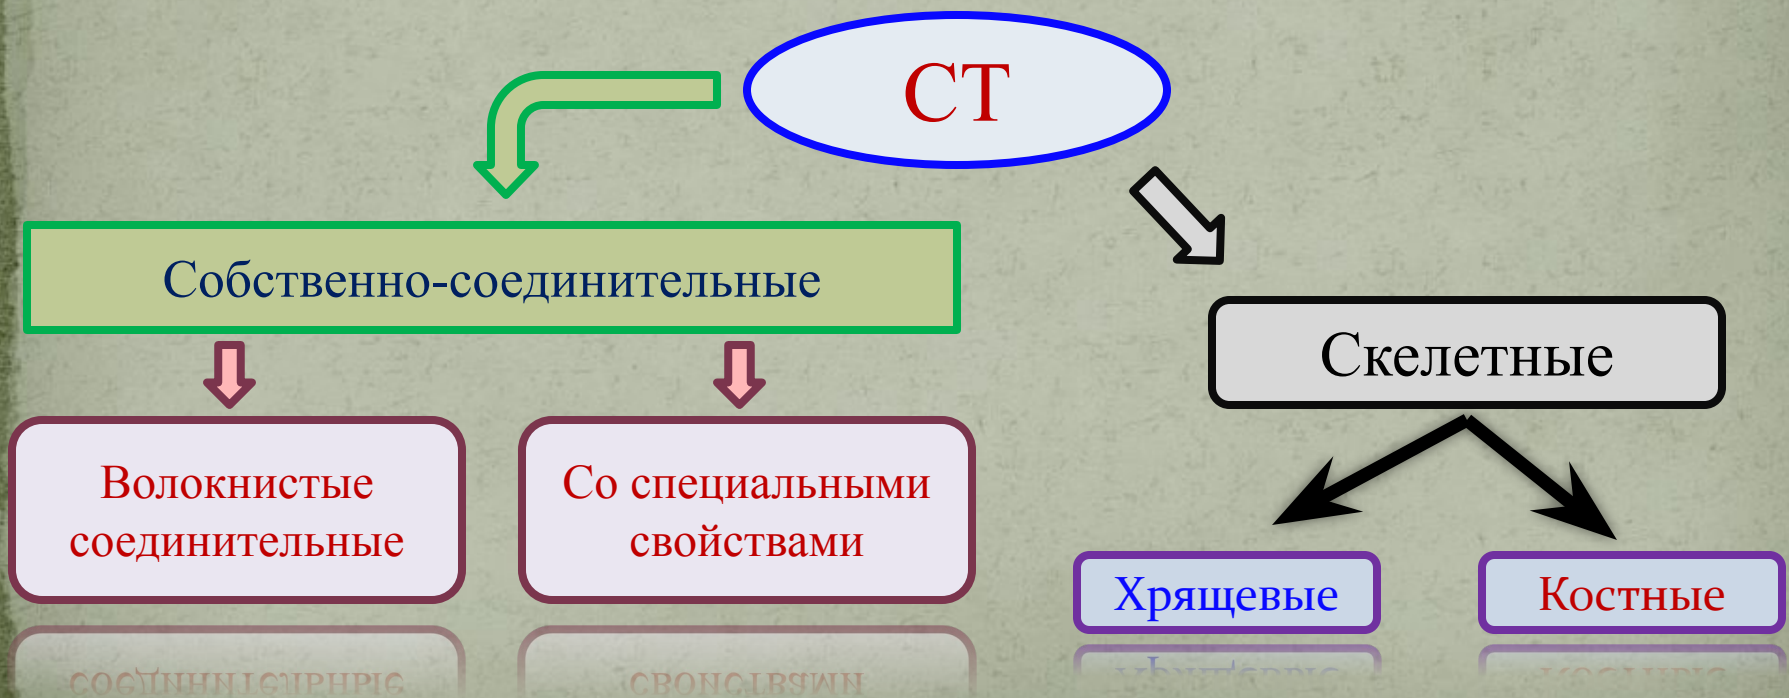 СТ
Собственно-соединительные
Скелетные
Волокнистые
соединительные
Со специальными
свойствами
Хрящевые
Костные